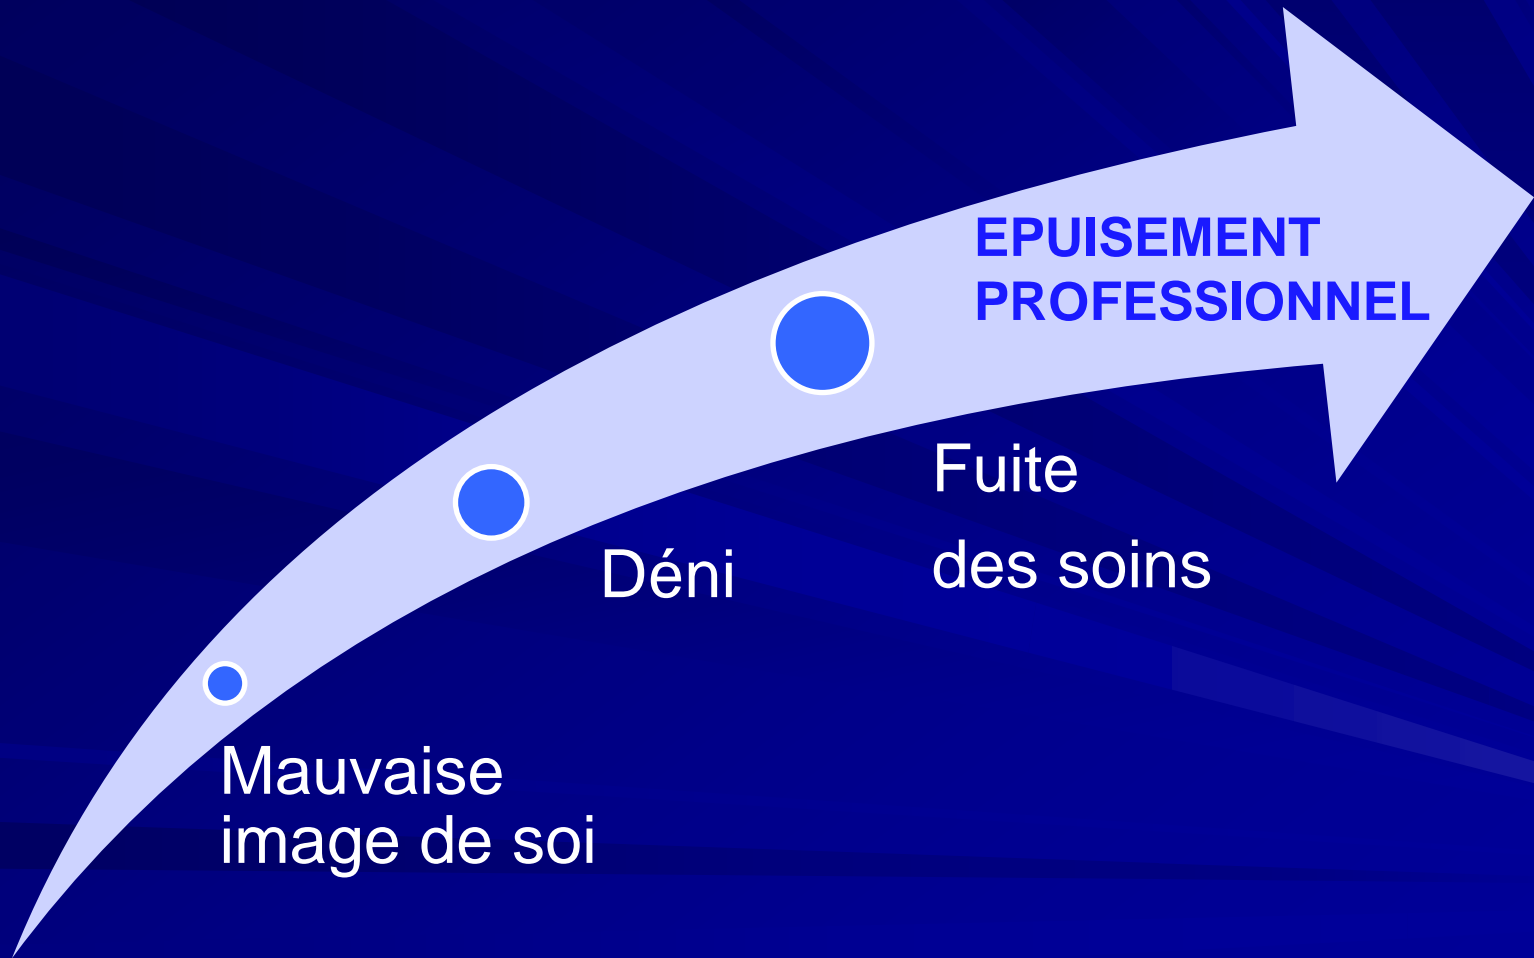 EPUISEMENT
PROFESSIONNEL
Fuite
des soins
Déni
Mauvaise
image de soi